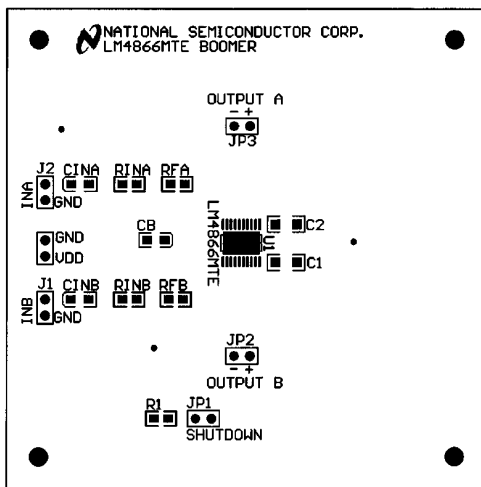 NATIONAL SEMICONDUCTOR CORP.
LM4866MTE BOOMER
OUTPUT A
- +
JP3
J2 CINA RINA RFA
INA
GND
LM4866MTE
U1
C2
CB
GND
VDD
C1
J1 CINB RINB RFB
INB
GND
JP2
- +
OUTPUT B
R1 JP1
SHUTDOWN